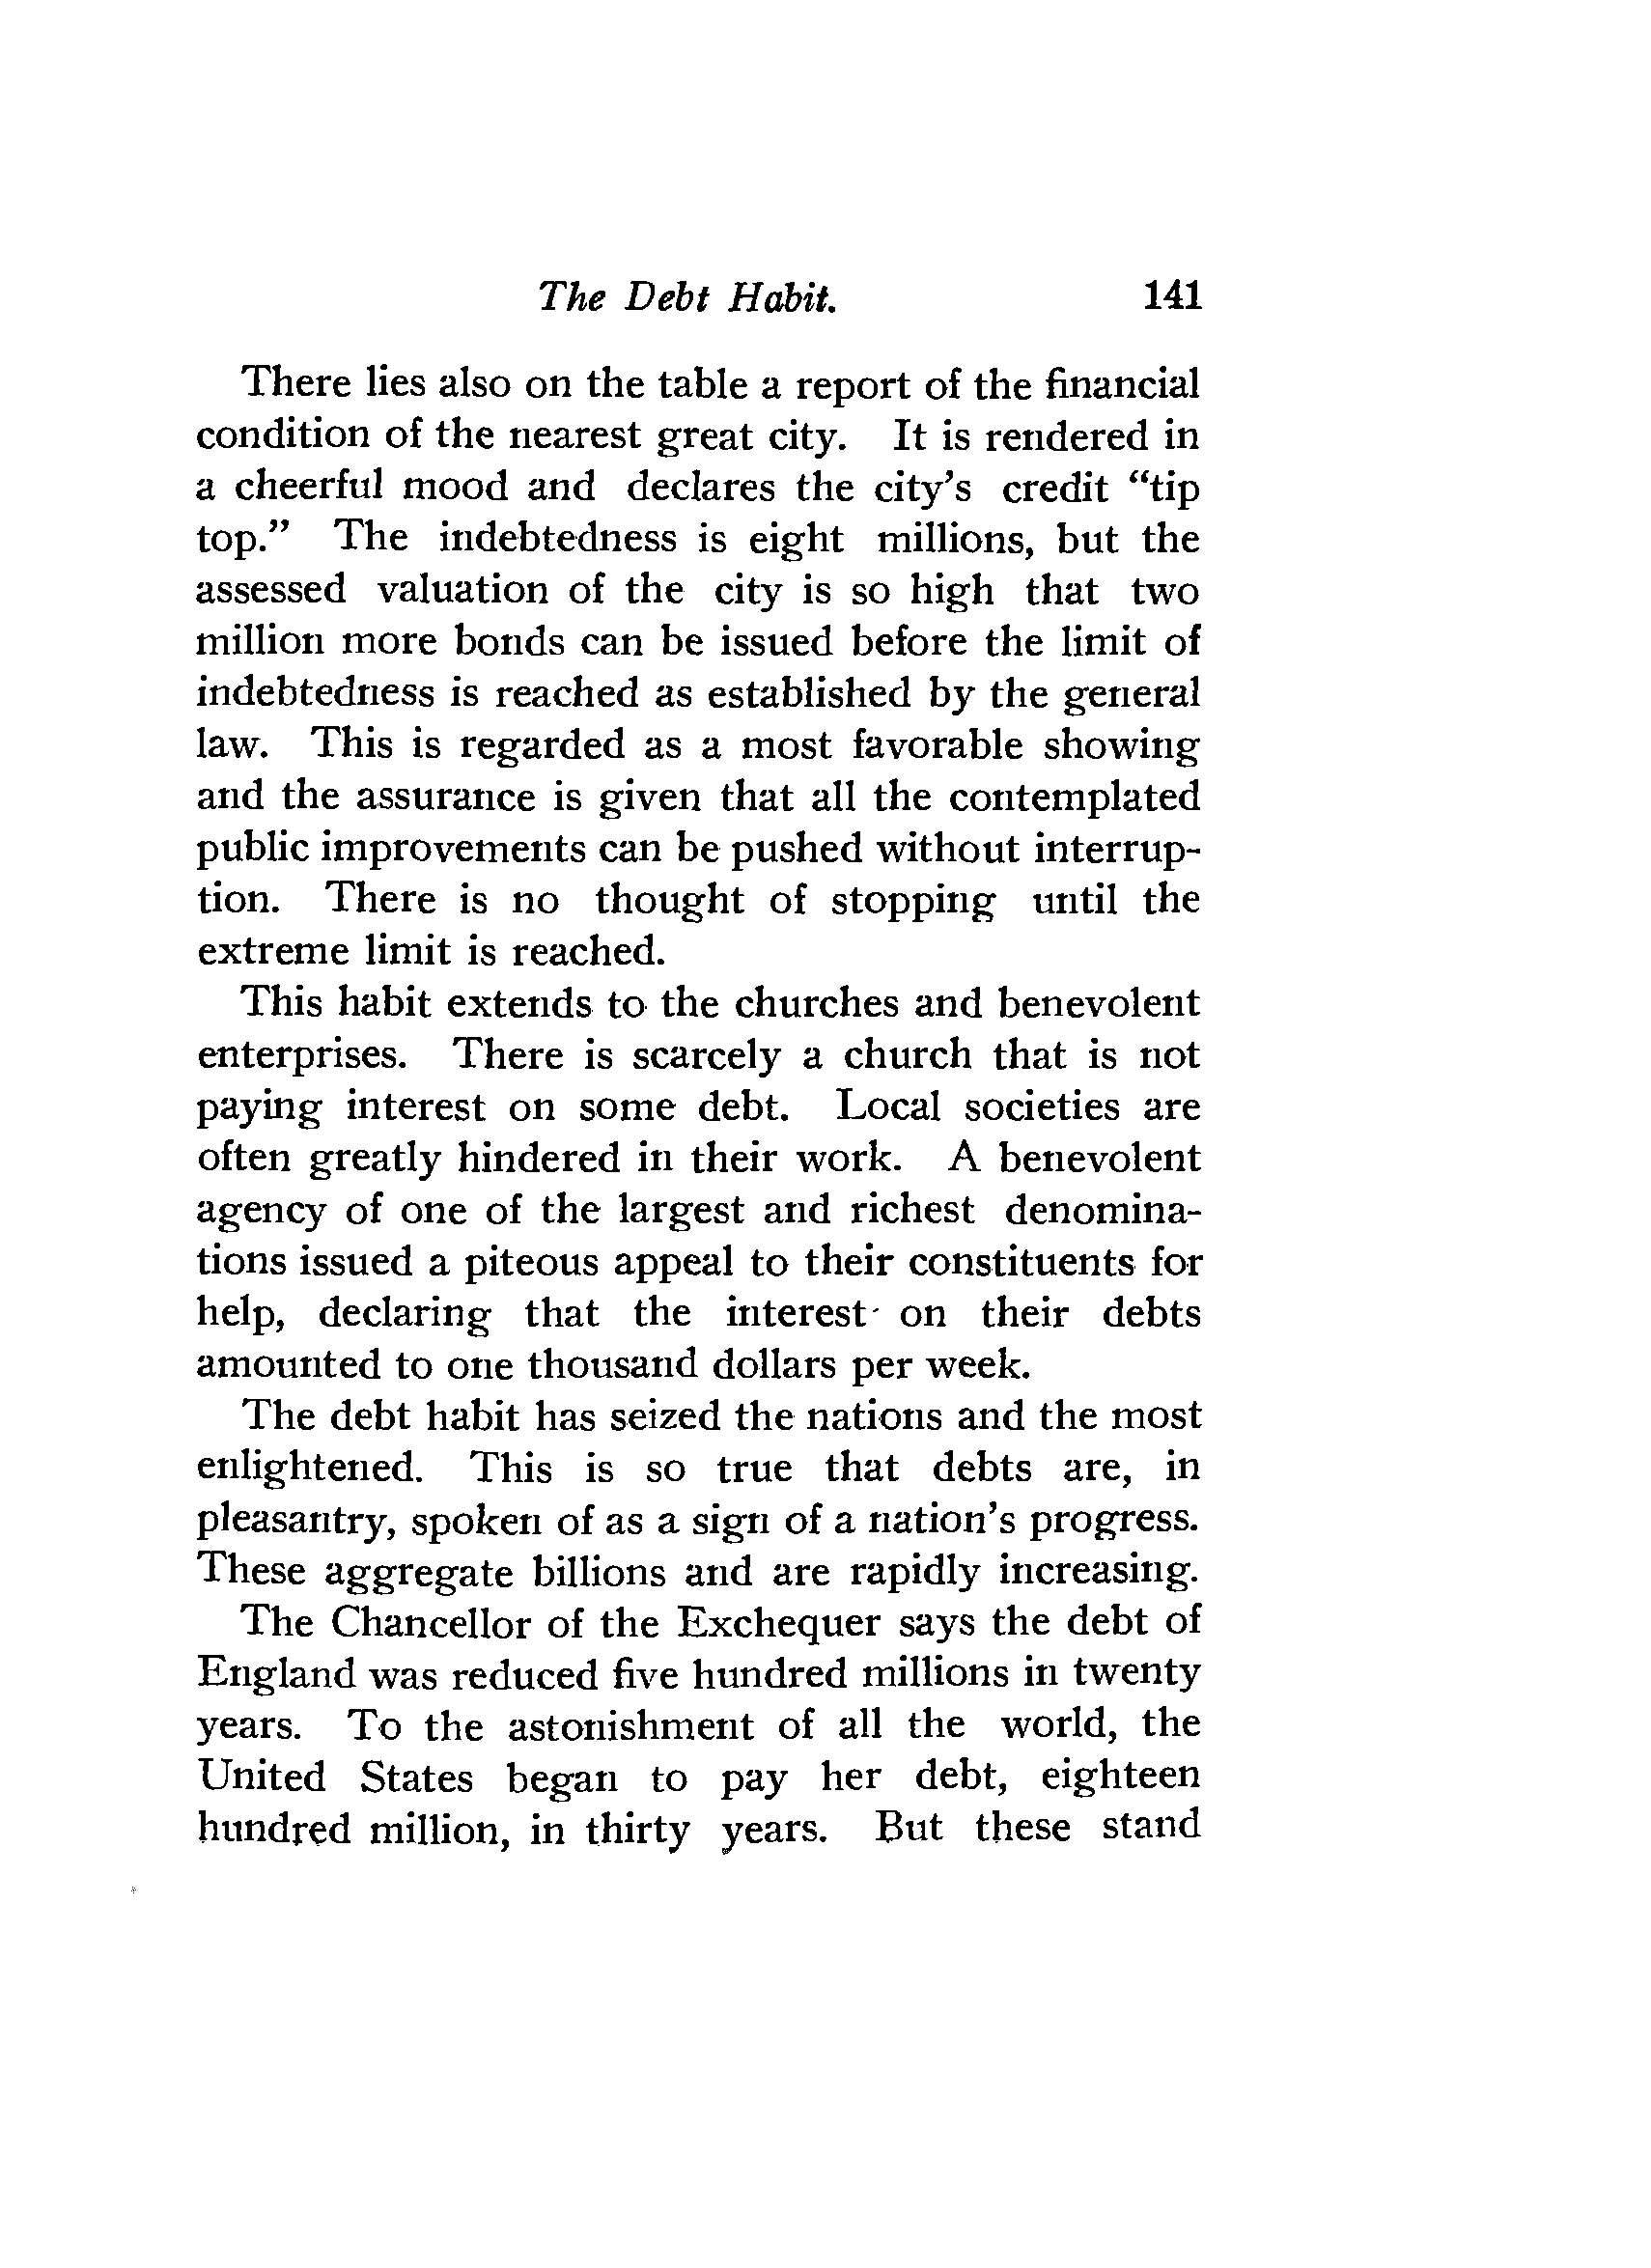 The Debt Habit. 141
There lies also on the table a report of the financial
condition of the nearest great city. It is rendered in
a cheerful mood and declares the city's credit “tip
top.” The indebtedness is eight millions, but the
assessed valuation of the city is so high that two
million more bonds can be issued before the limit of
indebtedness is reached as established by the general
law. This is regarded as a most favorable showing
and the assurance is given that all the contemplated
public improvements can be pushed without interrup-
tion. There is no thought of stopping until the
extreme limit is reached.
This habit extends to the churches and benevolent
enterprises. There is scarcely a church that is not
paying interest on some debt. Local societies are
often greatly hindered in their work. A benevolent
agency of one of the largest and richest denomina-
tions issued a piteous appeal to their constituents for
help, declaring that the interest on their debts
amounted to one thousand dollars per week.
The debt habit has seized the nations and the most
enlightened. This is so true that debts are, in
pleasantry, spoken of as a sign of a nation's progress.
These aggregate billions and are rapidly increasing.
The Chancellor of the Exchequer says the debt of
England was reduced five hundred millions in twenty
years. To the astonishment of all the world, the
United States began to pay her debt, eighteen
hundred million, in thirty years. But these stand